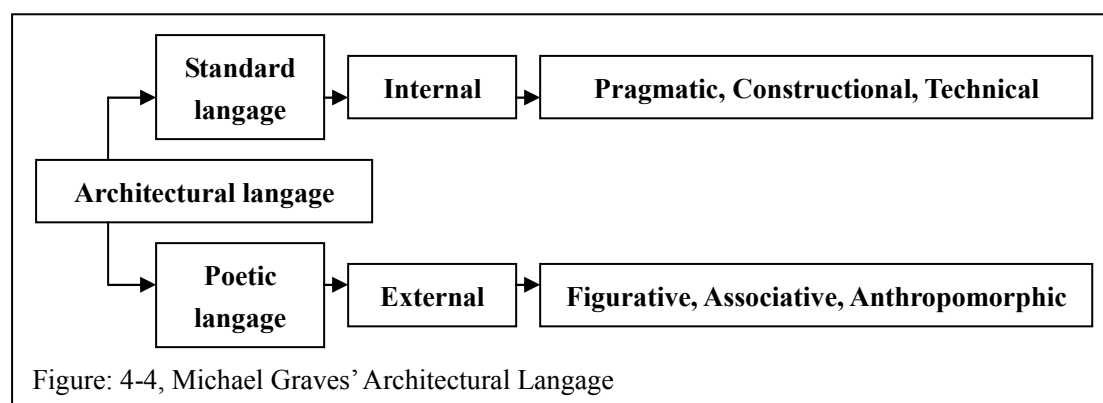 Standard
langage
Internal
Pragmatic, Constructional, Technical
Architectural langage
Poetic
langage
External
Figurative, Associative, Anthropomorphic
Figure: 4-4, Michael Graves’ Architectural Langage